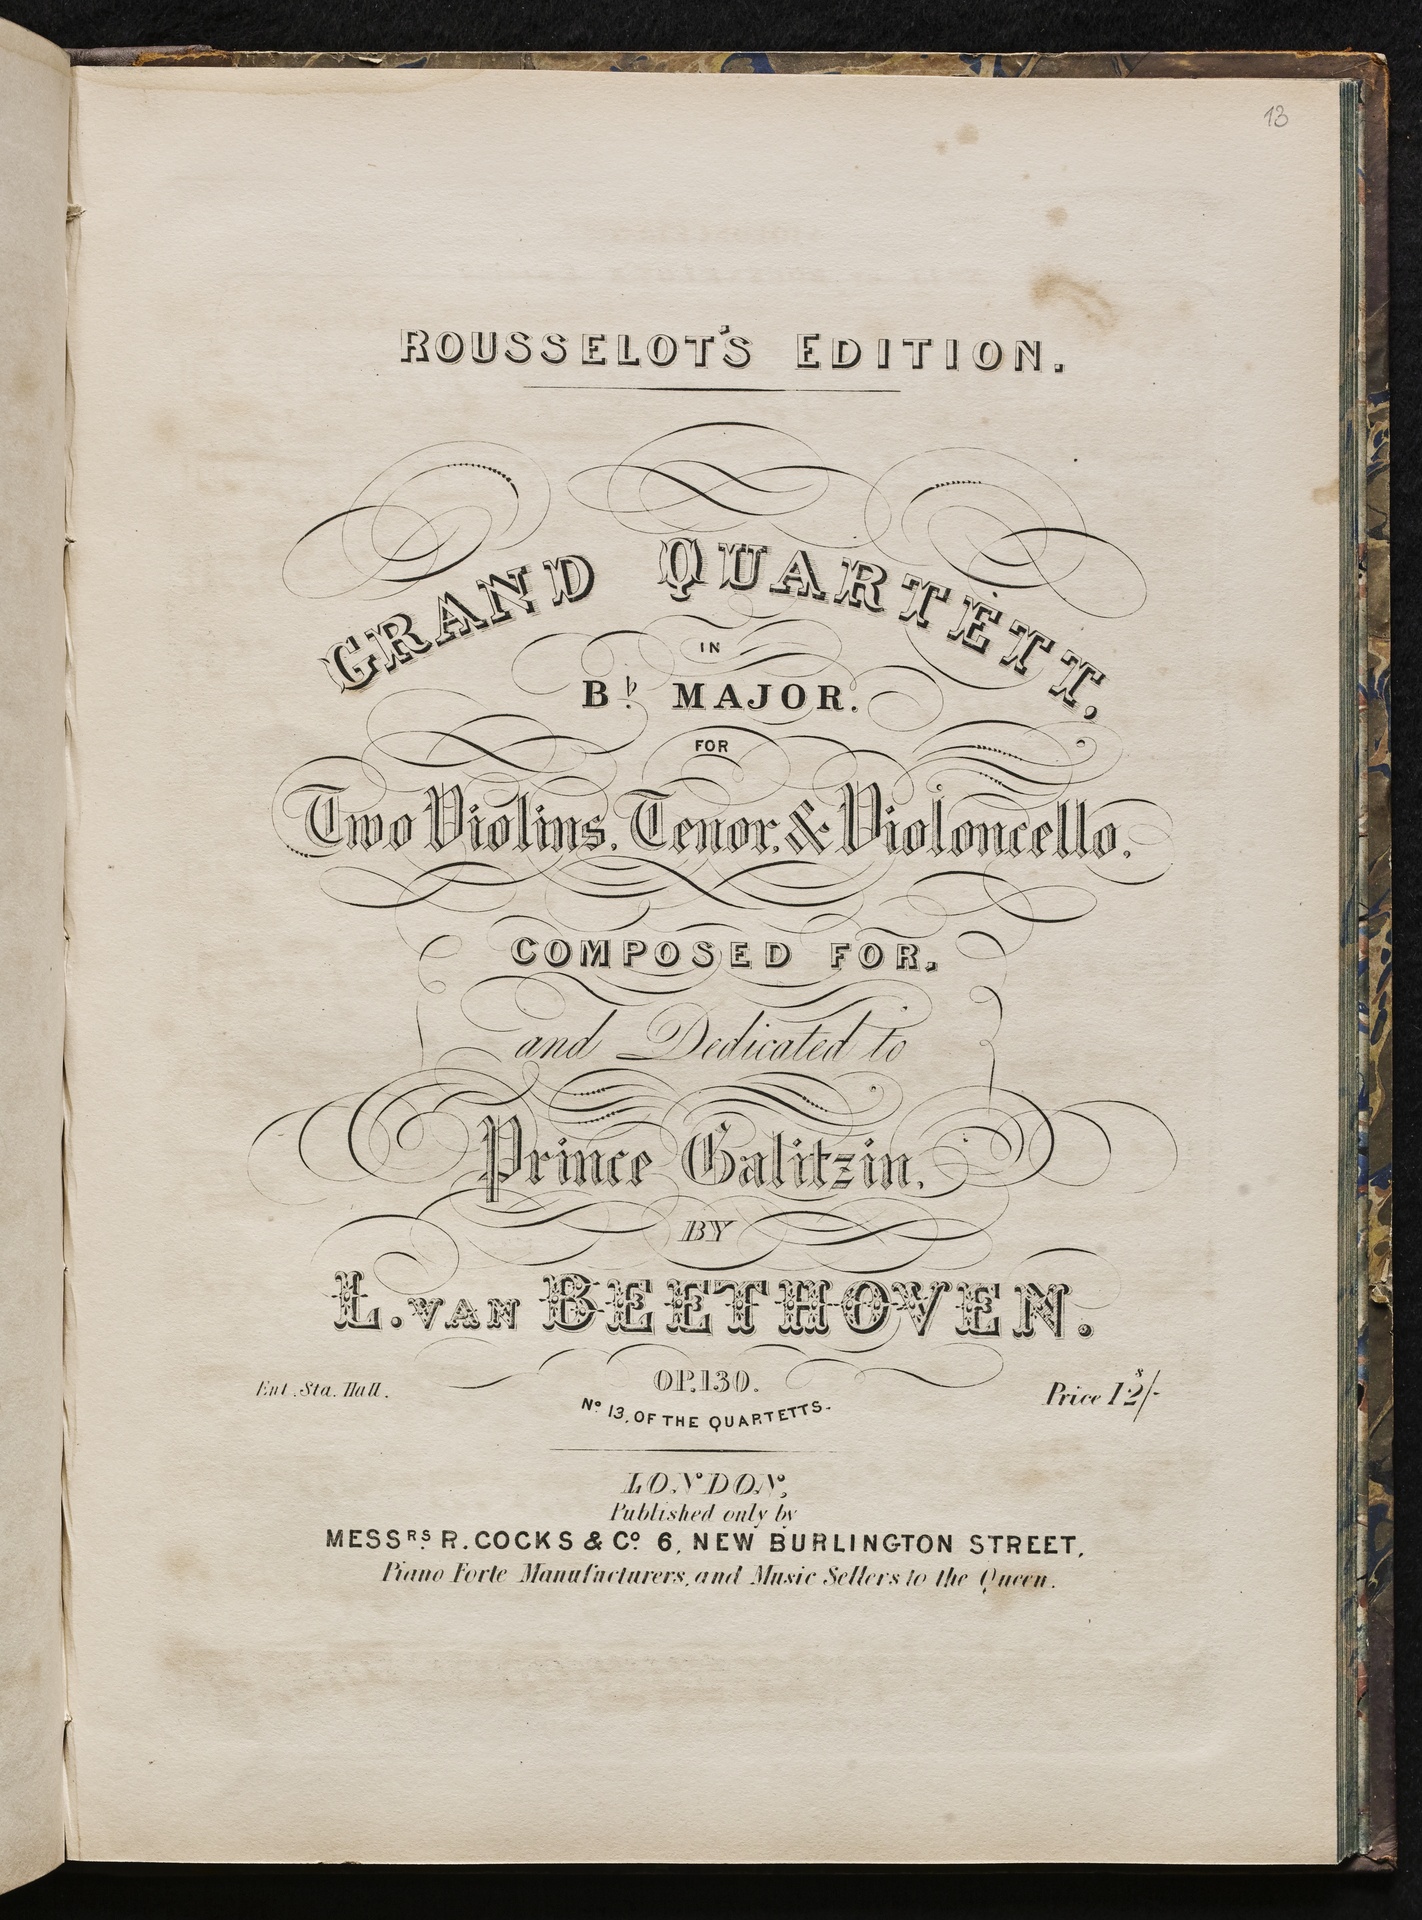 13
ROUSSELOT'S EDITION.
GRAND QUARTETT,
IN
B♭ MAJOR.
FOR
Two Violins, Tenor, & Violoncello,
COMPOSED FOR,
and Dedicated to
Prince Galitzin,
BY
L. VAN BEETHOVEN.
OP. 130.
Ent. Sta. Hall.
Price 12s/-
No 13, OF THE QUARTETTS.
LONDON,
Published only by
MESSRS. R. COCKS & Co. 6, NEW BURLINGTON STREET,
Piano Forte Manufacturers, and Music Sellers to the Queen.